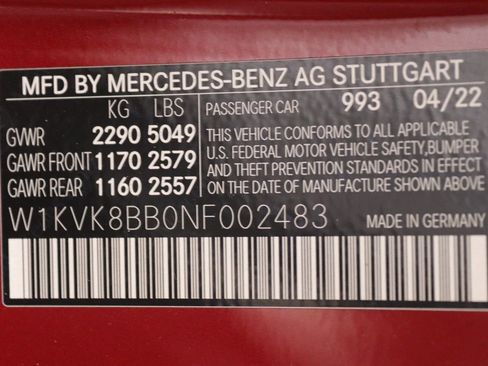 MFD BY MERCEDES-BENZ AG STUTTGART
KG LBS PASSENGER CAR 993 04/22
GVWR 2290 5049
GAWR FRONT 1170 2579
GAWR REAR 1160 2557
THIS VEHICLE CONFORMS TO ALL APPLICABLE
U.S. FEDERAL MOTOR VEHICLE SAFETY, BUMPER
AND THEFT PREVENTION STANDARDS IN EFFECT
ON THE DATE OF MANUFACTURE SHOWN ABOVE.
W1KVK8BB0NF002483 MADE IN GERMANY